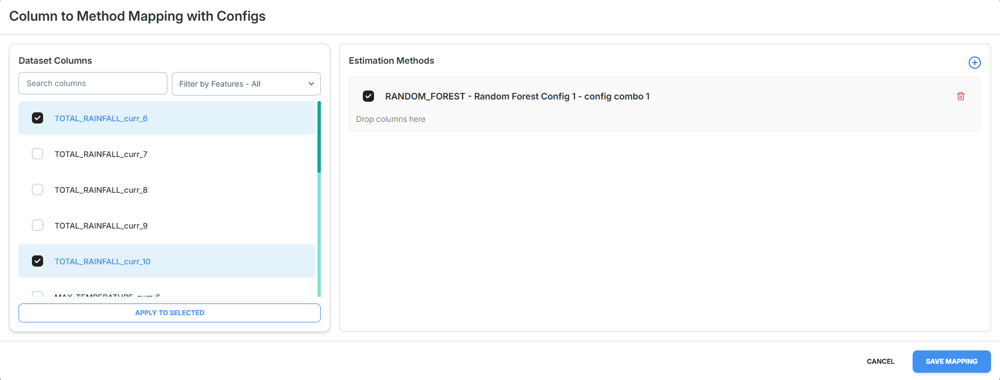 Column to Method Mapping with Configs
Dataset Columns
Search columns
Filter by Features - All
TOTAL_RAINFALL_curr_6
TOTAL_RAINFALL_curr_7
TOTAL_RAINFALL_curr_8
TOTAL_RAINFALL_curr_9
TOTAL_RAINFALL_curr_10
MAX_TEMPERATURE_curr_6
APPLY TO SELECTED
Estimation Methods
RANDOM_FOREST - Random Forest Config 1 - config combo 1
Drop columns here
CANCEL
SAVE MAPPING